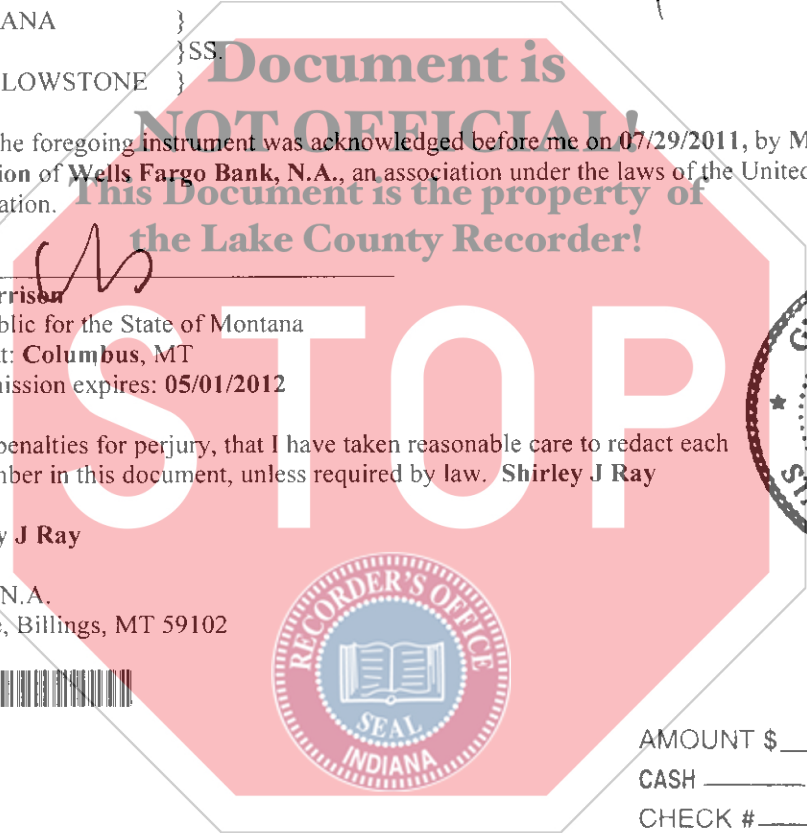 ANA }
}SS.
LOWSTONE }
Document is
NOT OFFICIAL!
This Document is the property of
the Lake County Recorder!
he foregoing instrument was acknowledged before me on 07/29/2011, by M
ion of Wells Fargo Bank, N.A., an association under the laws of the United
ation.
rrison
blic for the State of Montana
t: Columbus, MT
ission expires: 05/01/2012
STOP
penalties for perjury, that I have taken reasonable care to redact each
ber in this document, unless required by law. Shirley J Ray
y J Ray
N.A.
e, Billings, MT 59102
RECORDER'S OFFICE
SEAL
INDIANA
AMOUNT $
CASH
CHECK #